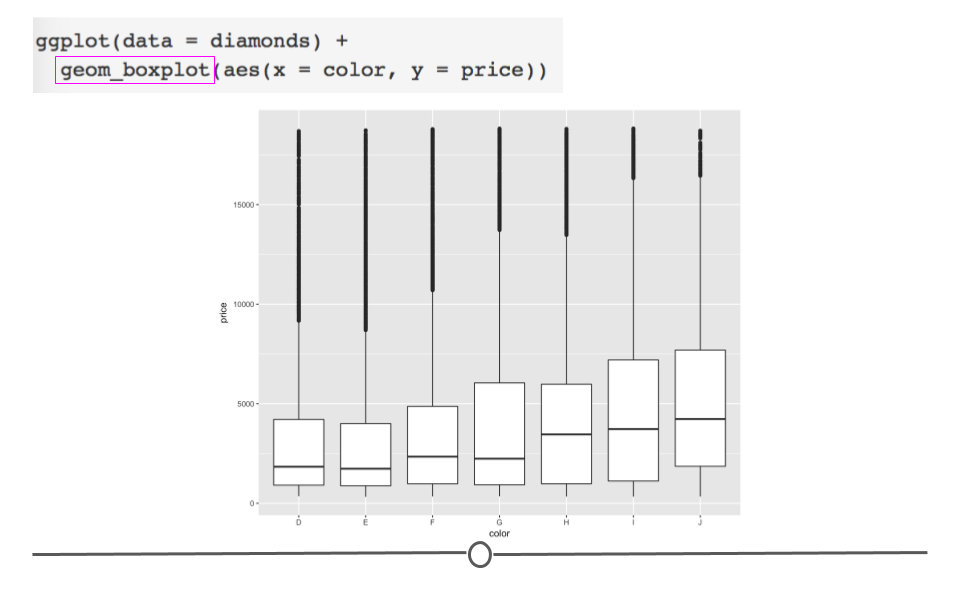 ggplot(data = diamonds) +
geom_boxplot(aes(x = color, y = price))
15000
10000
price
5000
0
D E F G H I J
color